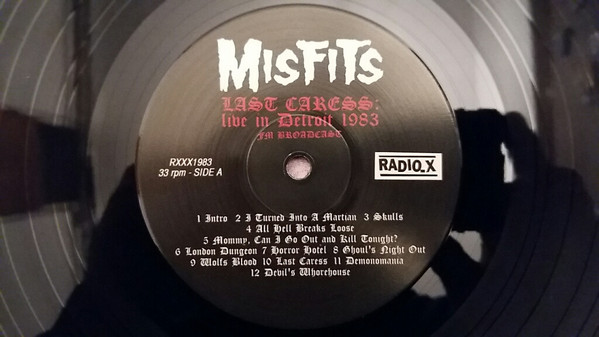 MISFITS
LAST CARESS:
live in Detroit 1983
FM BROADCAST
RXXX1983
33 rpm - SIDE A
RADIO_X
1 Intro 2 I Turned Into A Martian 3 Skulls
4 All Hell Breaks Loose
5 Mommy, Can I Go Out and Kill Tonight?
6 London Dungeon 7 Horror Hotel 8 Ghoul's Night Out
9 Wolfs Blood 10 Last Caress 11 Demonomania
12 Devil's Whorehouse